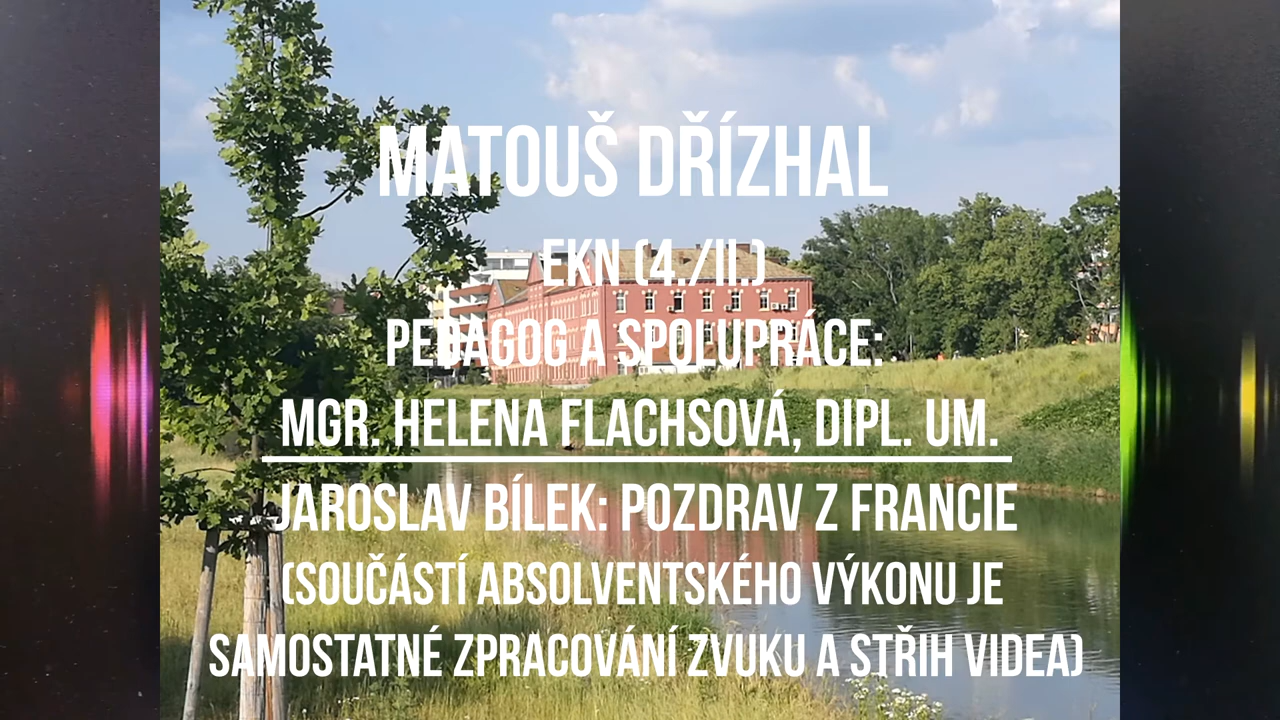 MATOUŠ DŘÍZHAL
EKN (4./II.)
PEDAGOG A SPOLUPRÁCE:
MGR. HELENA FLACHSOVÁ, DIPL. UM.
JAROSLAV BÍLEK: POZDRAV Z FRANCIE
(SOUČÁSTÍ ABSOLVENTSKÉHO VÝKONU JE
SAMOSTATNÉ ZPRACOVÁNÍ ZVUKU A STŘIH VIDEA)